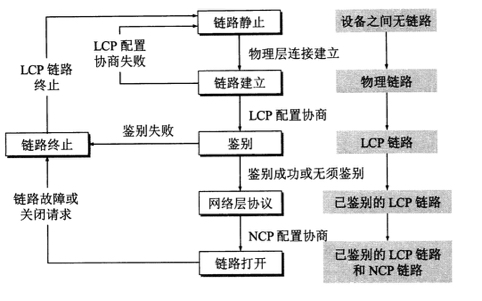 链路静止
设备之间无链路
LCP 配置
协商失败
物理层连接建立
LCP 链路
终止
链路建立
物理链路
LCP 配置协商
鉴别失败
链路终止
鉴别
LCP 链路
鉴别成功或无须鉴别
链路故障或
关闭请求
网络层协议
已鉴别的 LCP 链路
NCP 配置协商
链路打开
已鉴别的 LCP 链路
和 NCP 链路